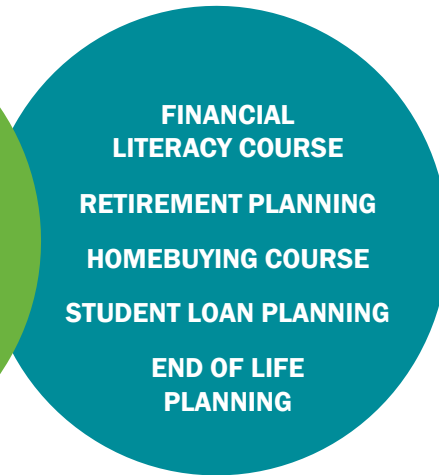 FINANCIAL
LITERACY COURSE
RETIREMENT PLANNING
HOMEBUYING COURSE
STUDENT LOAN PLANNING
END OF LIFE
PLANNING